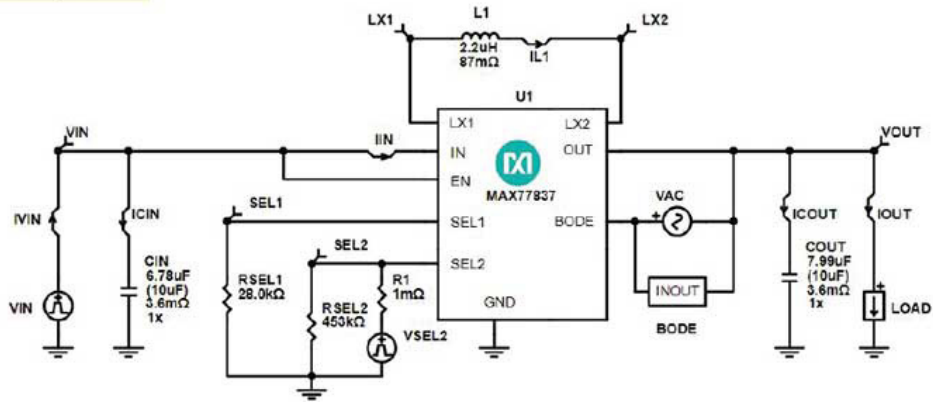 L1
LX1
LX2
2.2uH
87mΩ
IL1
U1
LX1
LX2
VIN
IIN
IN
OUT
VOUT
EN
MAX77837
VAC
IVIN
ICIN
SEL1
SEL1
BODE
ICOUT
IOUT
SEL2
SEL2
CIN
6.78uF
(10uF)
3.6mΩ
1x
COUT
7.99uF
(10uF)
3.6mΩ
1x
RSEL1
28.0kΩ
R1
1mΩ
RSEL2
453kΩ
INOUT
VIN
GND
LOAD
VSEL2
BODE